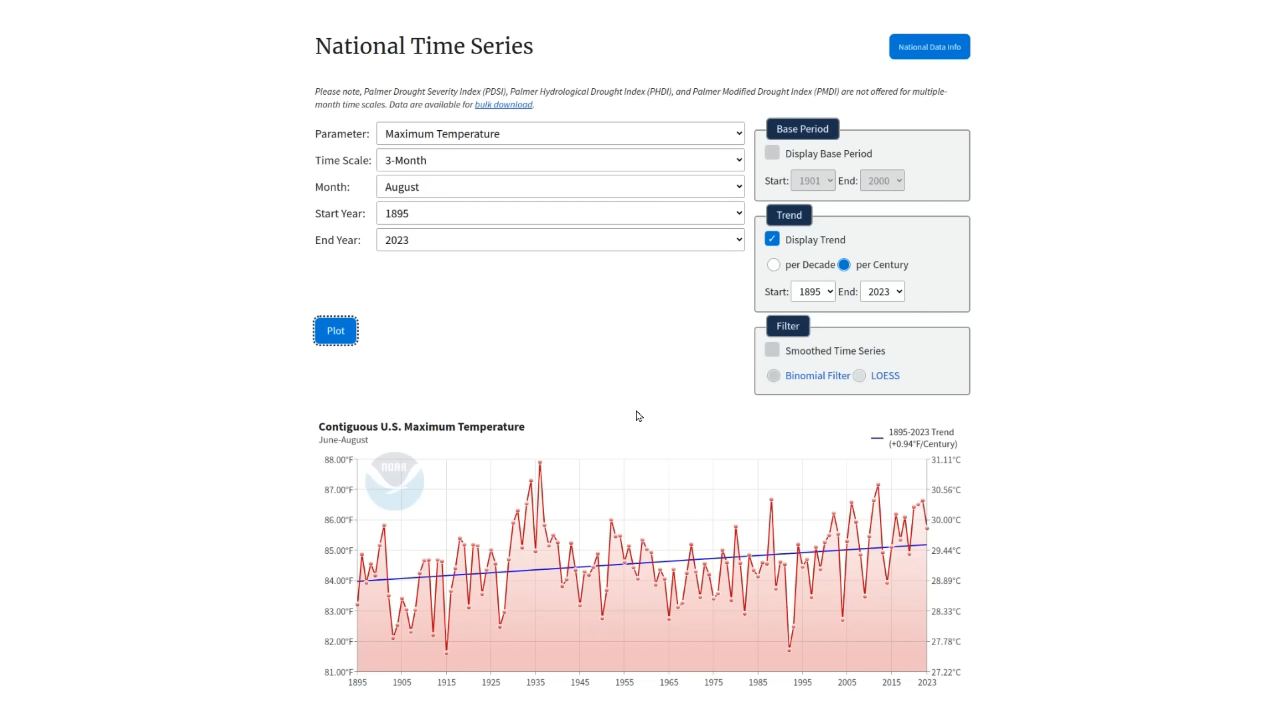 National Time Series
National Data Info
Please note, Palmer Drought Severity Index (PDSI), Palmer Hydrological Drought Index (PHDI), and Palmer Modified Drought Index (PMDI) are not offered for multiple-
month time scales. Data are available for bulk download.
Parameter: Maximum Temperature
Time Scale: 3-Month
Month: August
Start Year: 1895
End Year: 2023
Plot
Base Period
Display Base Period
Start: 1901 End: 2000
Trend
✓ Display Trend
per Decade per Century
Start: 1895 End: 2023
Filter
Smoothed Time Series
Binomial Filter LOESS
Contiguous U.S. Maximum Temperature
June-August
1895-2023 Trend
(+0.94°F/Century)
NOAA
88.00°F 31.11°C
87.00°F 30.56°C
86.00°F 30.00°C
85.00°F 29.44°C
84.00°F 28.89°C
83.00°F 28.33°C
82.00°F 27.78°C
81.00°F 27.22°C
1895 1905 1915 1925 1935 1945 1955 1965 1975 1985 1995 2005 2015 2023